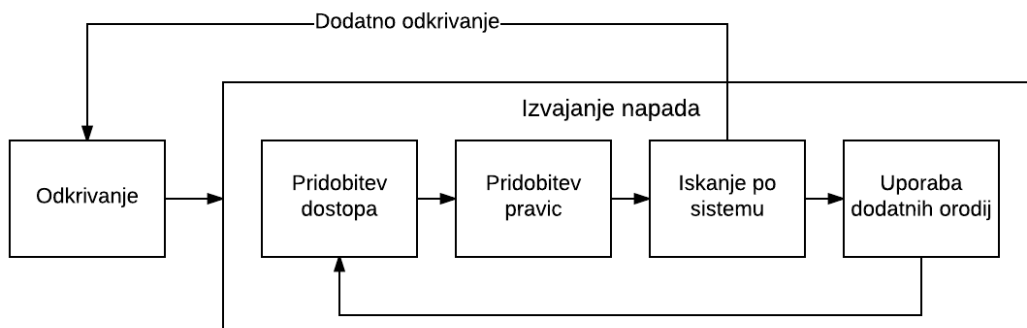 Dodatno odkrivanje
Izvajanje napada
Odkrivanje
Pridobitev
dostopa
Pridobitev
pravic
Iskanje po
sistemu
Uporaba
dodatnih orodij